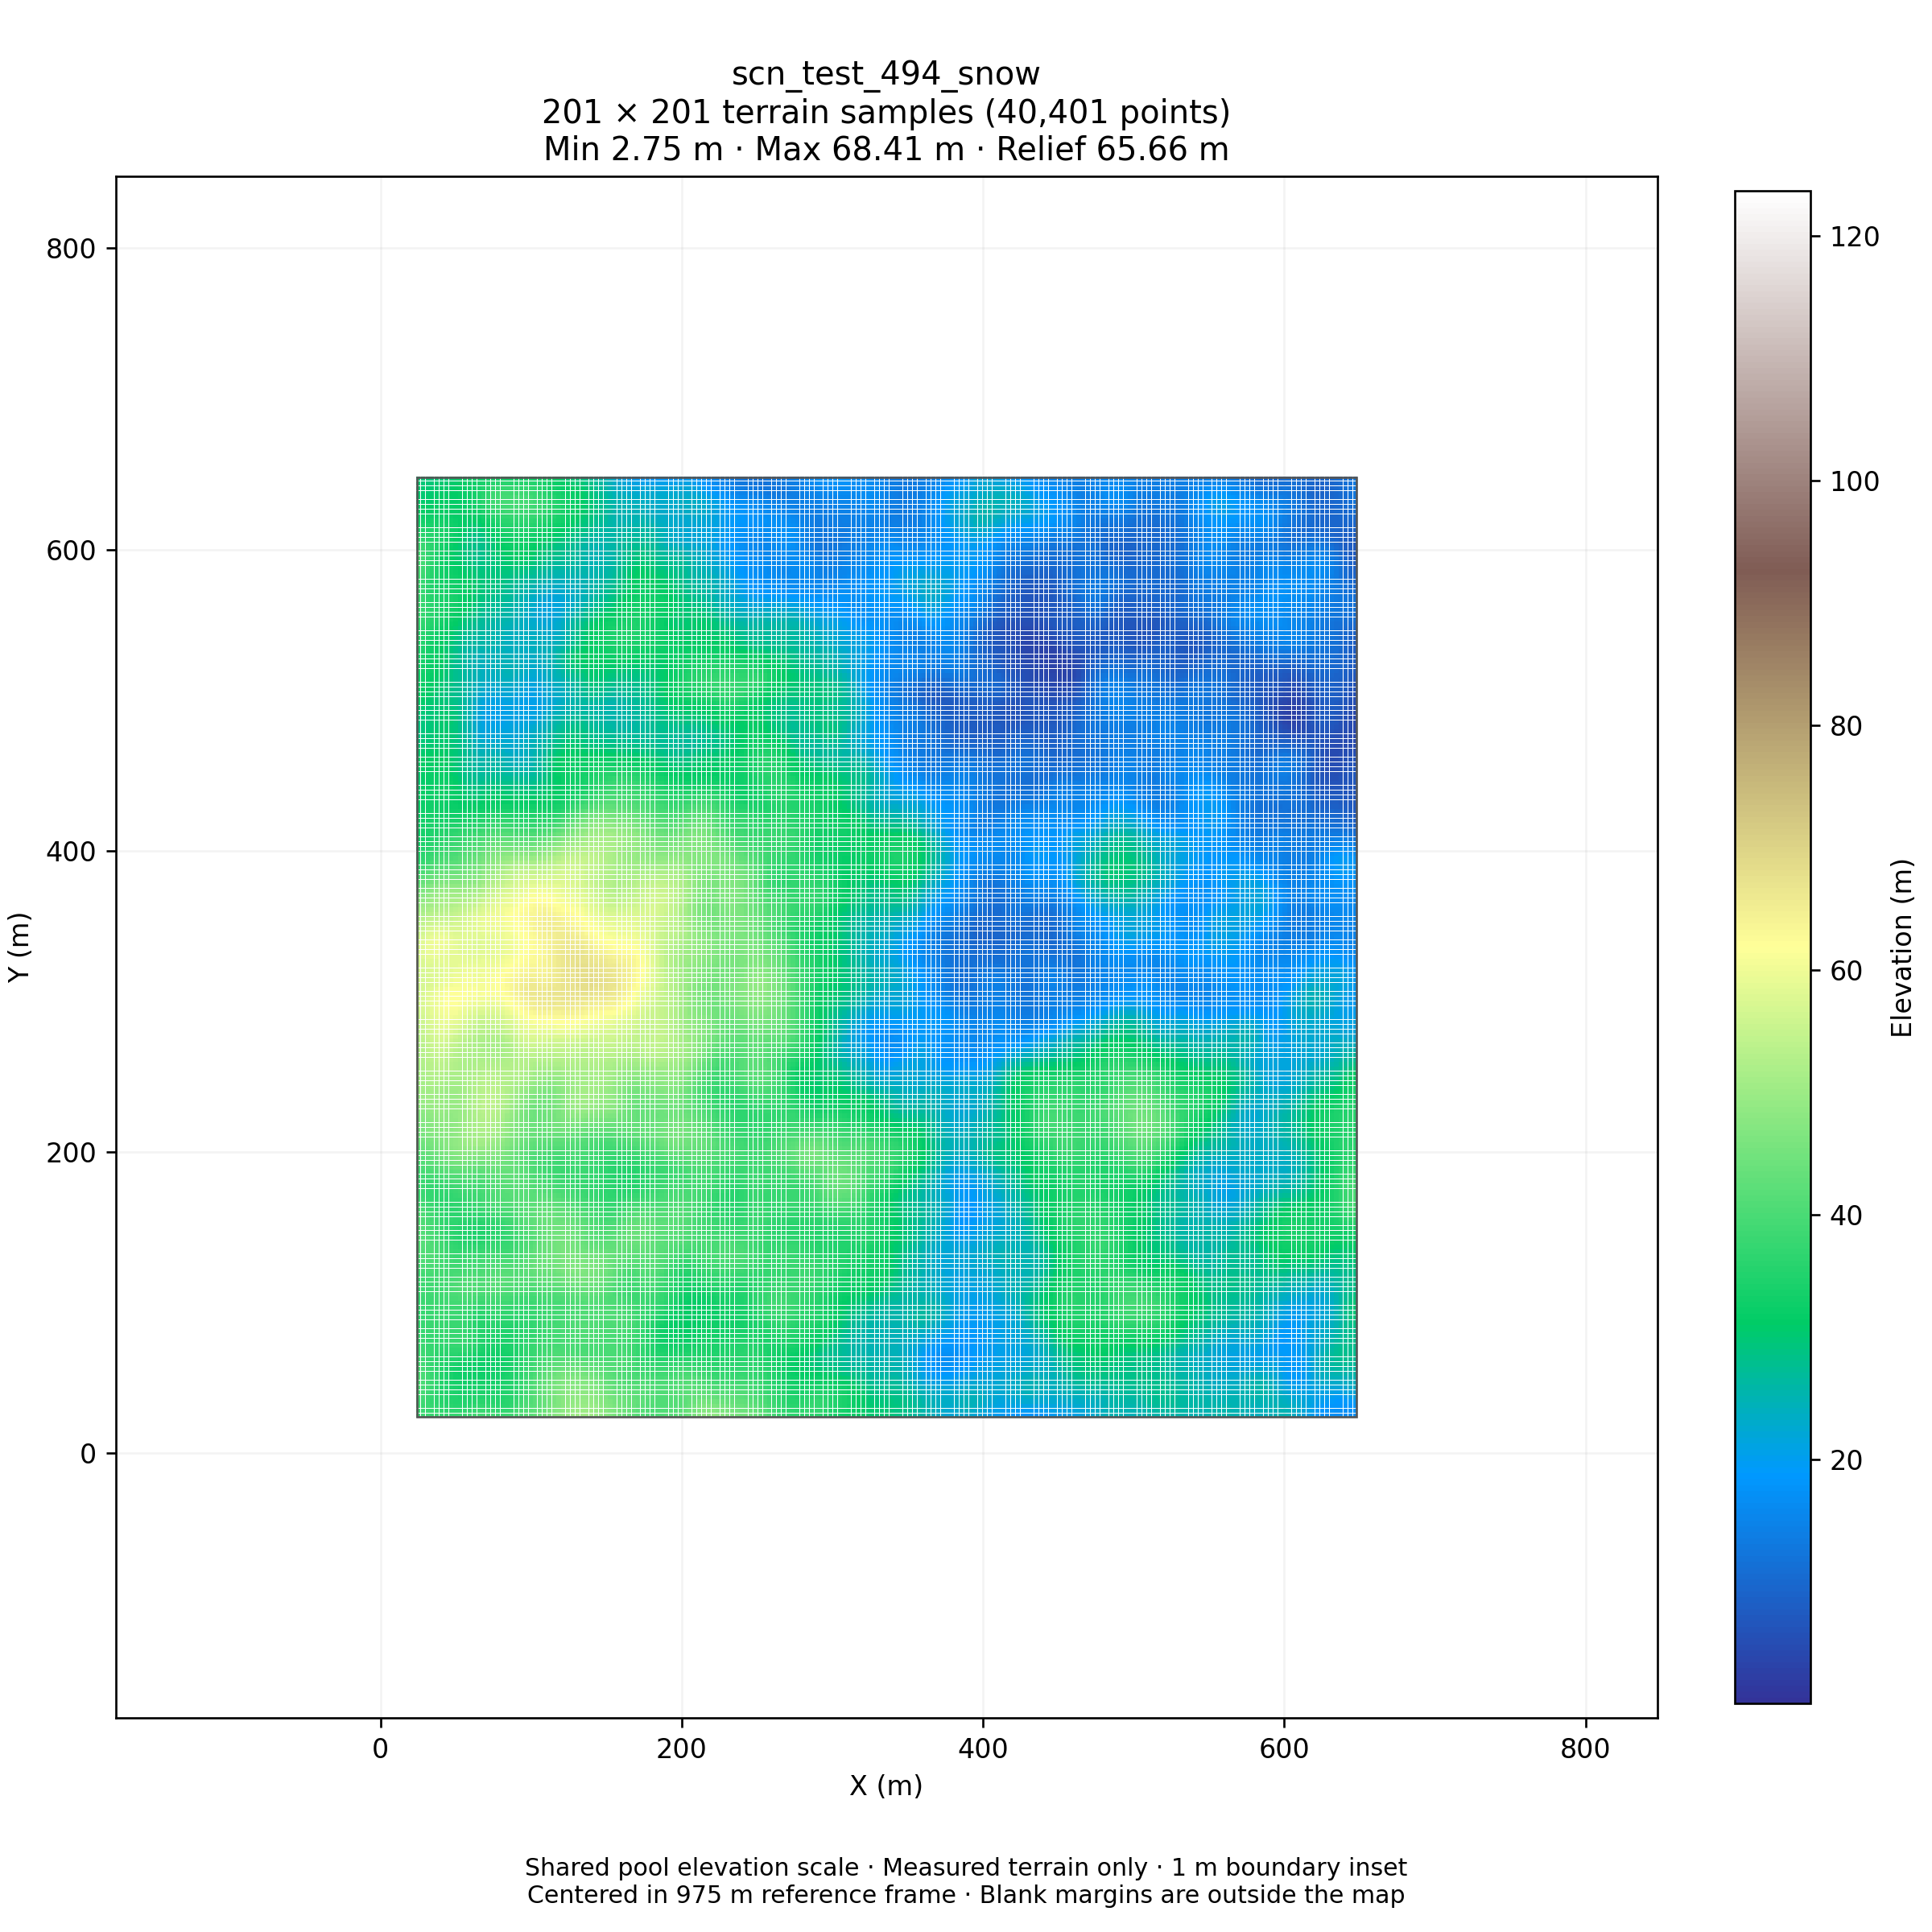 scn_test_494_snow
201 × 201 terrain samples (40,401 points)
Min 2.75 m · Max 68.41 m · Relief 65.66 m
800
600
400
200
0
Y (m)
0
200
400
600
800
X (m)
120
100
80
60
40
20
Elevation (m)
Shared pool elevation scale · Measured terrain only · 1 m boundary inset
Centered in 975 m reference frame · Blank margins are outside the map